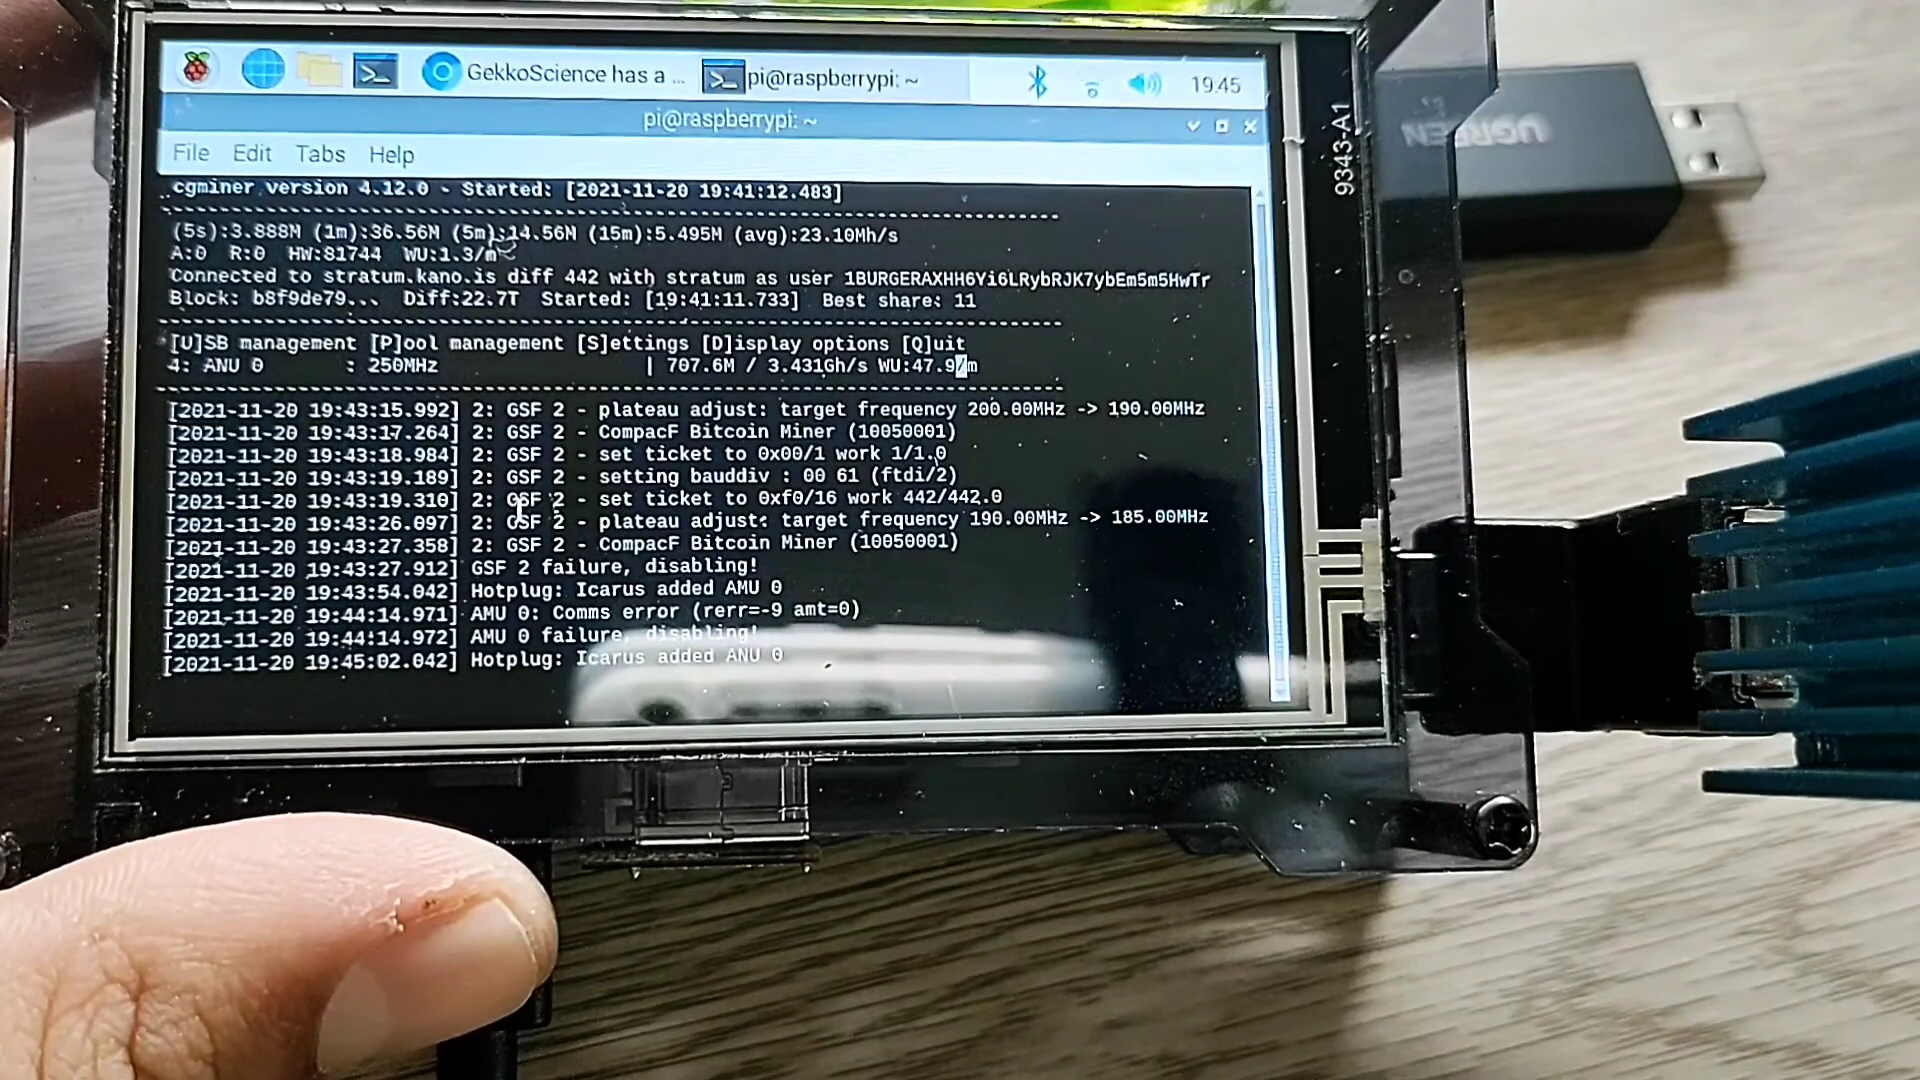 GekkoScience has a ... pi@raspberrypi: ~ 19:45
pi@raspberrypi: ~
File Edit Tabs Help
cgminer version 4.12.0 - Started: [2021-11-20 19:41:12.483]
(5s):3.888M (1m):36.56M (5m):14.56M (15m):5.495M (avg):23.10Mh/s
A:0 R:0 HW:81744 WU:1.3/m
Connected to stratum.kano.is diff 442 with stratum as user 1BURGERAXHH6Yi6LRybRJK7ybEm5m5HwTr
Block: b8f9de79... Diff:22.7T Started: [19:41:11.733] Best share: 11
[U]SB management [P]ool management [S]ettings [D]isplay options [Q]uit
4: ANU 0 : 250MHz | 707.6M / 3.431Gh/s WU:47.9/m
[2021-11-20 19:43:15.992] 2: GSF 2 - plateau adjust: target frequency 200.00MHz -> 190.00MHz
[2021-11-20 19:43:17.264] 2: GSF 2 - CompacF Bitcoin Miner (10050001)
[2021-11-20 19:43:18.984] 2: GSF 2 - set ticket to 0x00/1 work 1/1.0
[2021-11-20 19:43:19.189] 2: GSF 2 - setting bauddiv : 00 61 (ftdi/2)
[2021-11-20 19:43:19.310] 2: GSF 2 - set ticket to 0xf0/16 work 442/442.0
[2021-11-20 19:43:26.097] 2: GSF 2 - plateau adjust: target frequency 190.00MHz -> 185.00MHz
[2021-11-20 19:43:27.358] 2: GSF 2 - CompacF Bitcoin Miner (10050001)
[2021-11-20 19:43:27.912] GSF 2 failure, disabling!
[2021-11-20 19:43:54.042] Hotplug: Icarus added AMU 0
[2021-11-20 19:44:14.971] AMU 0: Comms error (rerr=-9 amt=0)
[2021-11-20 19:44:14.972] AMU 0 failure, disabling!
[2021-11-20 19:45:02.042] Hotplug: Icarus added ANU 0
9343-A1
UGREEN